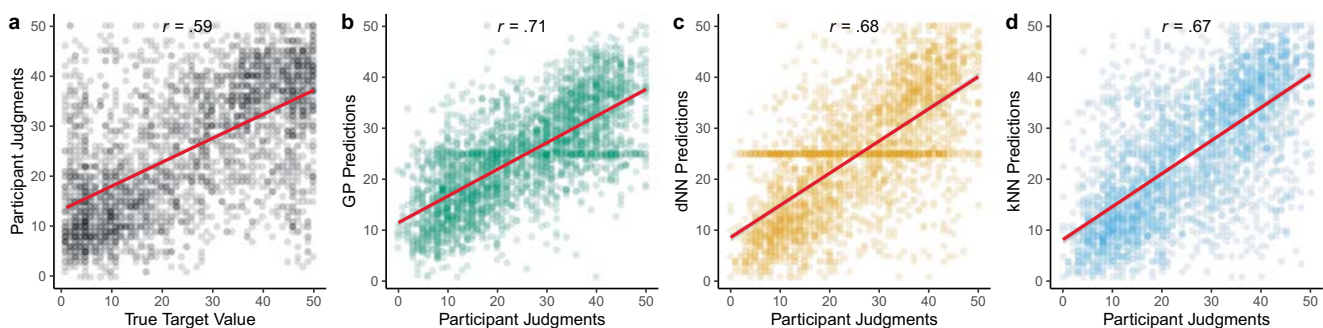 a
r = .59
Participant Judgments
50
40
30
20
10
0
0 10 20 30 40 50
True Target Value
b
r = .71
GP Predictions
50
40
30
20
10
0
0 10 20 30 40 50
Participant Judgments
c
r = .68
dNN Predictions
50
40
30
20
10
0
0 10 20 30 40 50
Participant Judgments
d
r = .67
kNN Predictions
50
40
30
20
10
0
0 10 20 30 40 50
Participant Judgments